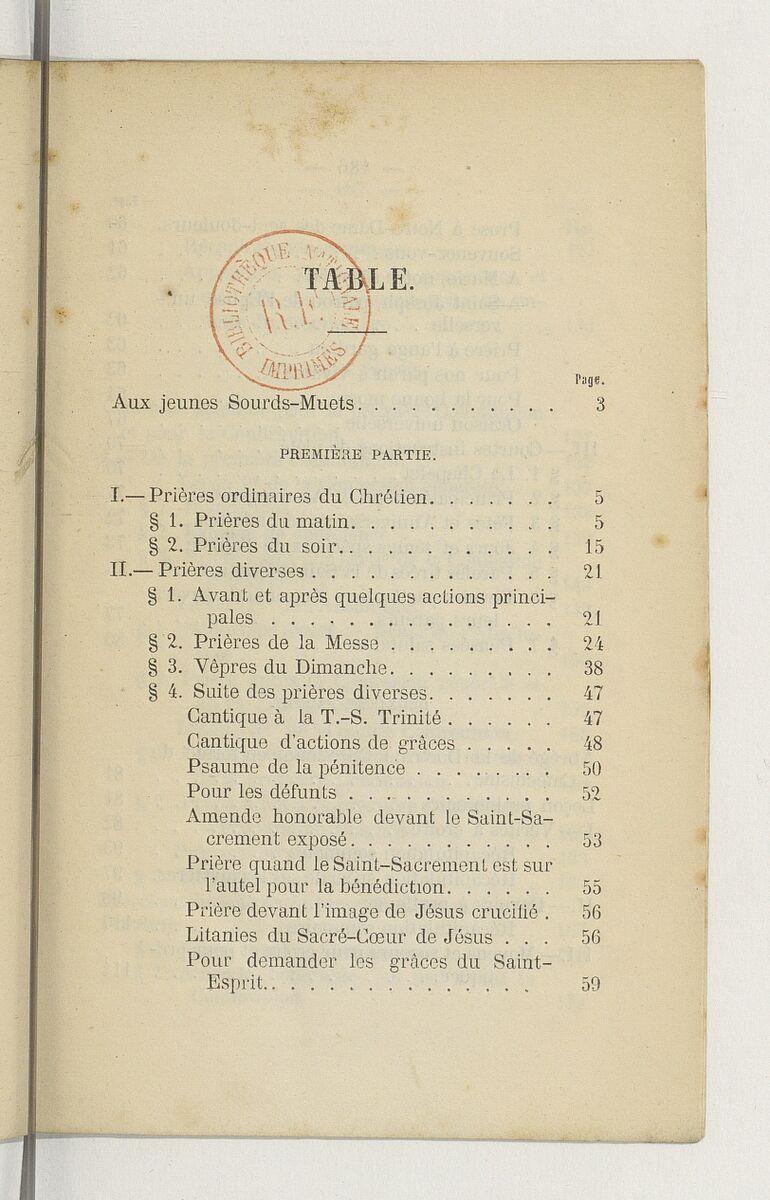 BIBLIOTHÈQUE NATIONALE
R.F.
IMPRIMÉS
TABLE.
Page.
Aux jeunes Sourds-Muets. . . . . . . . . . . 3
PREMIÈRE PARTIE.
I.— Prières ordinaires du Chrétien. . . . . . . 5
§ 1. Prières du matin. . . . . . . . . . . 5
§ 2. Prières du soir. . . . . . . . . . . . 15
II.— Prières diverses . . . . . . . . . . . . . 21
§ 1. Avant et après quelques actions princi-
pales . . . . . . . . . . . . . . . 21
§ 2. Prières de la Messe . . . . . . . . . 24
§ 3. Vêpres du Dimanche. . . . . . . . . 38
§ 4. Suite des prières diverses. . . . . . . 47
Cantique à la T.-S. Trinité . . . . . . 47
Cantique d'actions de grâces . . . . . 48
Psaume de la pénitence . . . . . . . . 50
Pour les défunts . . . . . . . . . . . 52
Amende honorable devant le Saint-Sa-
crement exposé. . . . . . . . . . . 53
Prière quand le Saint-Sacrement est sur
l'autel pour la bénédiction. . . . . . 55
Prière devant l'image de Jésus crucifié . 56
Litanies du Sacré-Cœur de Jésus . . . 56
Pour demander les grâces du Saint-
Esprit. . . . . . . . . . . . . . . 59